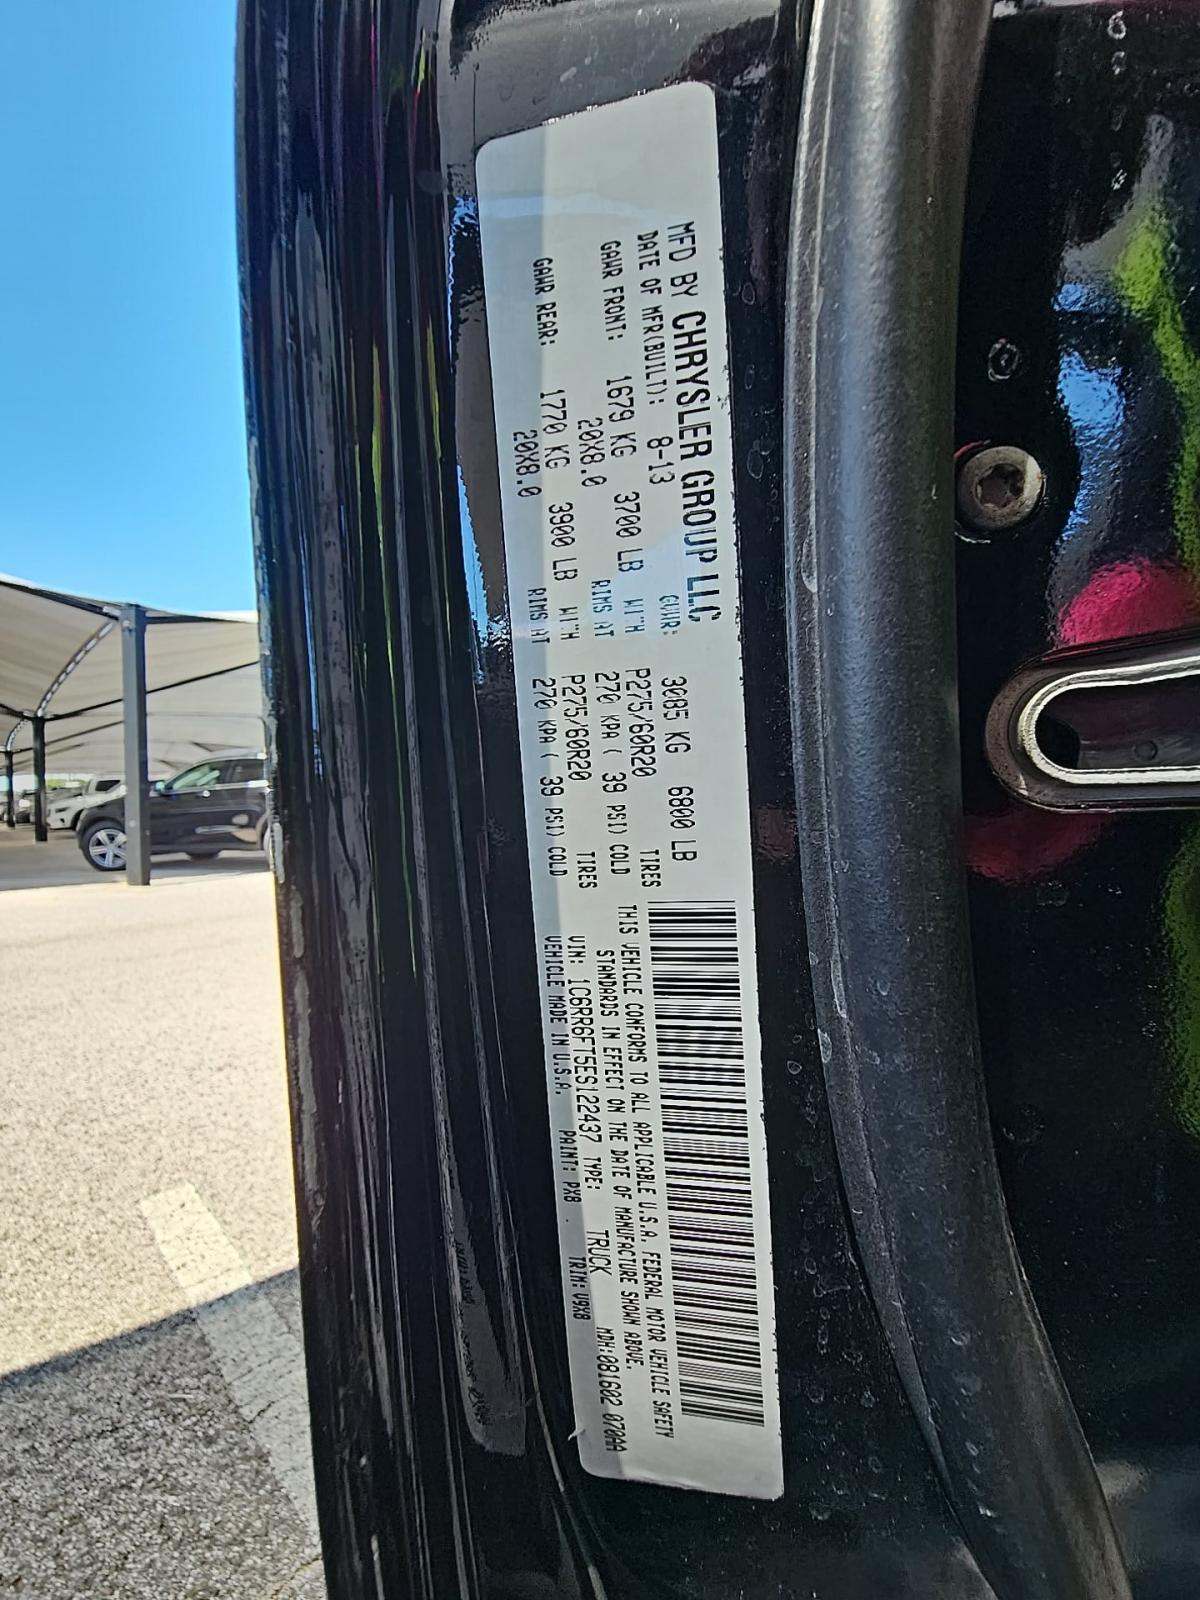 MFD BY CHRYSLER GROUP LLC
DATE OF MFR(BUILT): 8-13 GVWR: 3085 KG 6800 LB
GAWR FRONT: 1679 KG 3700 LB WITH P275/60R20 TIRES
20X8.0 RIMS AT 270 KPA( 39 PSI) COLD
GAWR REAR: 1770 KG 3900 LB WITH P275/60R20 TIRES
20X8.0 RIMS AT 270 KPA( 39 PSI) COLD
THIS VEHICLE CONFORMS TO ALL APPLICABLE U.S.A. FEDERAL MOTOR VEHICLE SAFETY
STANDARDS IN EFFECT ON THE DATE OF MANUFACTURE SHOWN ABOVE.
VIN: 1C6RR6FT5ES122437 TYPE: TRUCK MDH:081602 070AA
VEHICLE MADE IN U.S.A. PAINT: PX8 TRIM: V9X8